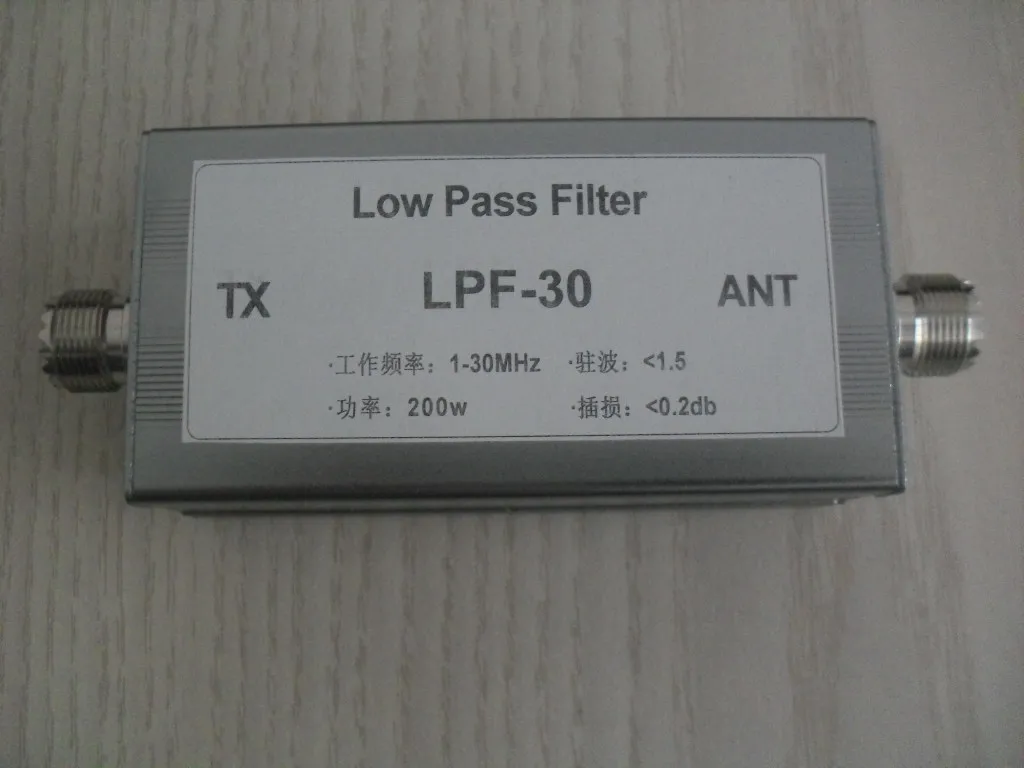 Low Pass Filter
TX LPF-30 ANT
·工作频率：1-30MHz ·驻波：<1.5
·功率：200w ·插损：<0.2db